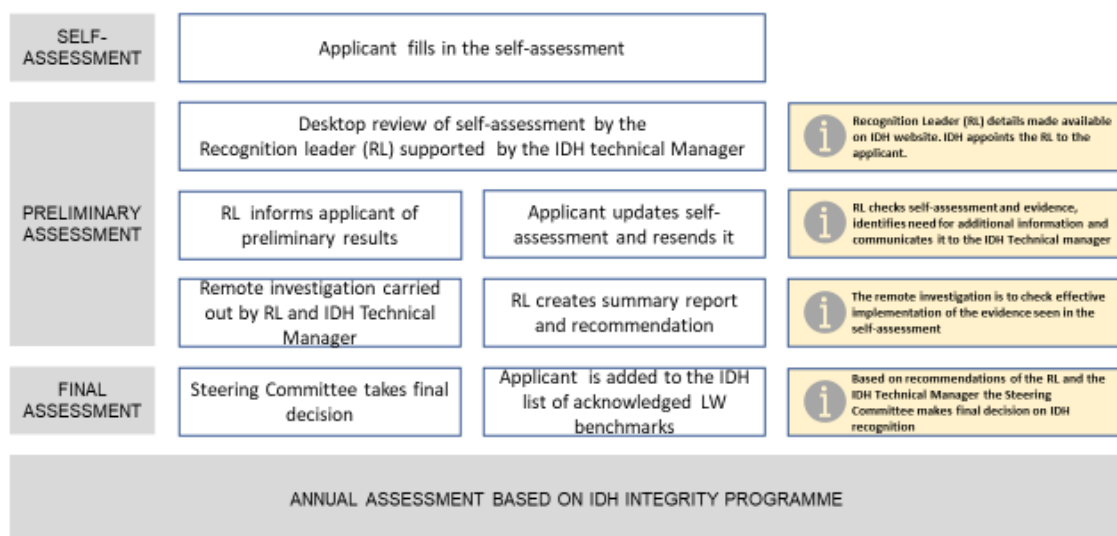 SELF-
ASSESSMENT
Applicant fills in the self-assessment
PRELIMINARY
ASSESSMENT
Desktop review of self-assessment by the
Recognition leader (RL) supported by the IDH technical Manager
Recognition Leader (RL) details made available
on IDH website. IDH appoints the RL to the
applicant.
RL informs applicant of
preliminary results
Applicant updates self-
assessment and resends it
RL checks self-assessment and evidence,
identifies need for additional information and
communicates it to the IDH Technical manager
Remote investigation carried
out by RL and IDH Technical
Manager
RL creates summary report
and recommendation
The remote investigation is to check effective
implementation of the evidence seen in the
self-assessment
FINAL
ASSESSMENT
Steering Committee takes final
decision
Applicant is added to the IDH
list of acknowledged LW
benchmarks
Based on recommendations of the RL and the
IDH Technical Manager the Steering
Committee makes final decision on IDH
recognition
ANNUAL ASSESSMENT BASED ON IDH INTEGRITY PROGRAMME